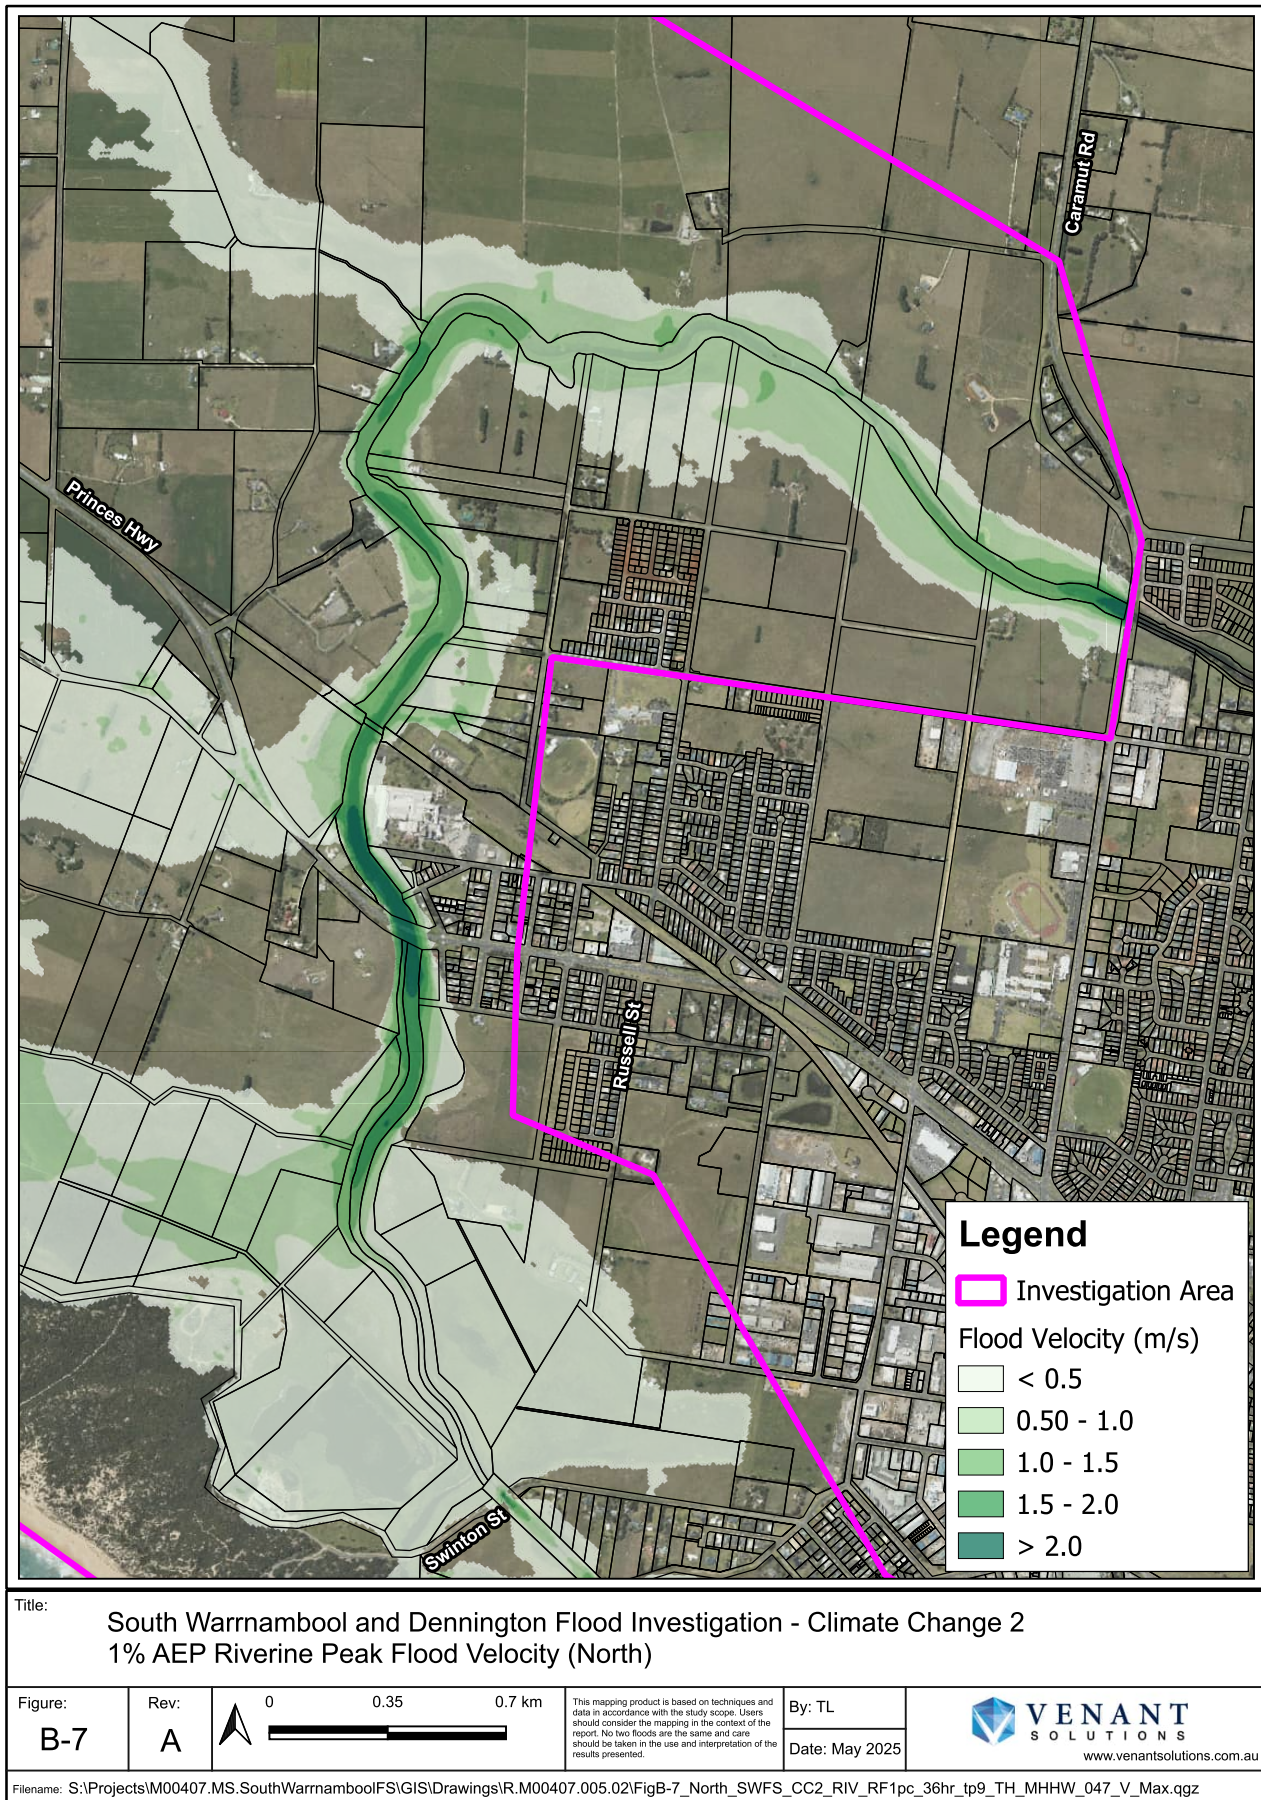 Caramut Rd
Princes Hwy
Russell St
Swinton St
Legend
Investigation Area
Flood Velocity (m/s)
< 0.5
0.50 - 1.0
1.0 - 1.5
1.5 - 2.0
> 2.0
Title:
South Warrnambool and Dennington Flood Investigation - Climate Change 2
1% AEP Riverine Peak Flood Velocity (North)
Figure:
B-7
Rev:
A
0 0.35 0.7 km
This mapping product is based on techniques and
data in accordance with the study scope. Users
should consider the mapping in the context of the
report. No two floods are the same and care
should be taken in the use and interpretation of the
results presented.
By: TL
Date: May 2025
VENANT
SOLUTIONS
www.venantsolutions.com.au
Filename: S:\Projects\M00407.MS.SouthWarrnamboolFS\GIS\Drawings\R.M00407.005.02\FigB-7_North_SWFS_CC2_RIV_RF1pc_36hr_tp9_TH_MHHW_047_V_Max.qgz